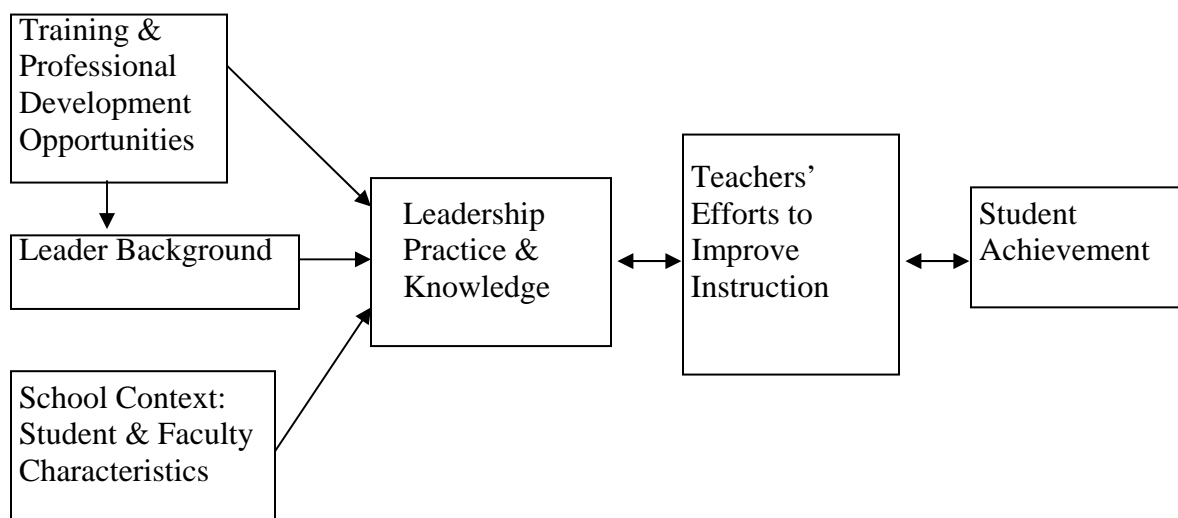 Training &
Professional
Development
Opportunities
Leader Background
School Context:
Student & Faculty
Characteristics
Leadership
Practice &
Knowledge
Teachers’
Efforts to
Improve
Instruction
Student
Achievement